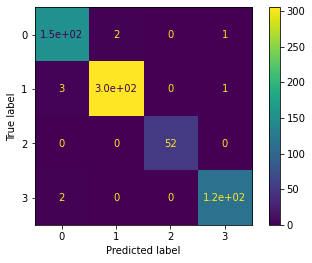 300
0 1.5e+02 2 0 1
250
1 3 3.0e+02 0 1
200
True label
150
2 0 0 52 0
100
3 2 0 0 1.2e+02
50
0
0 1 2 3
Predicted label